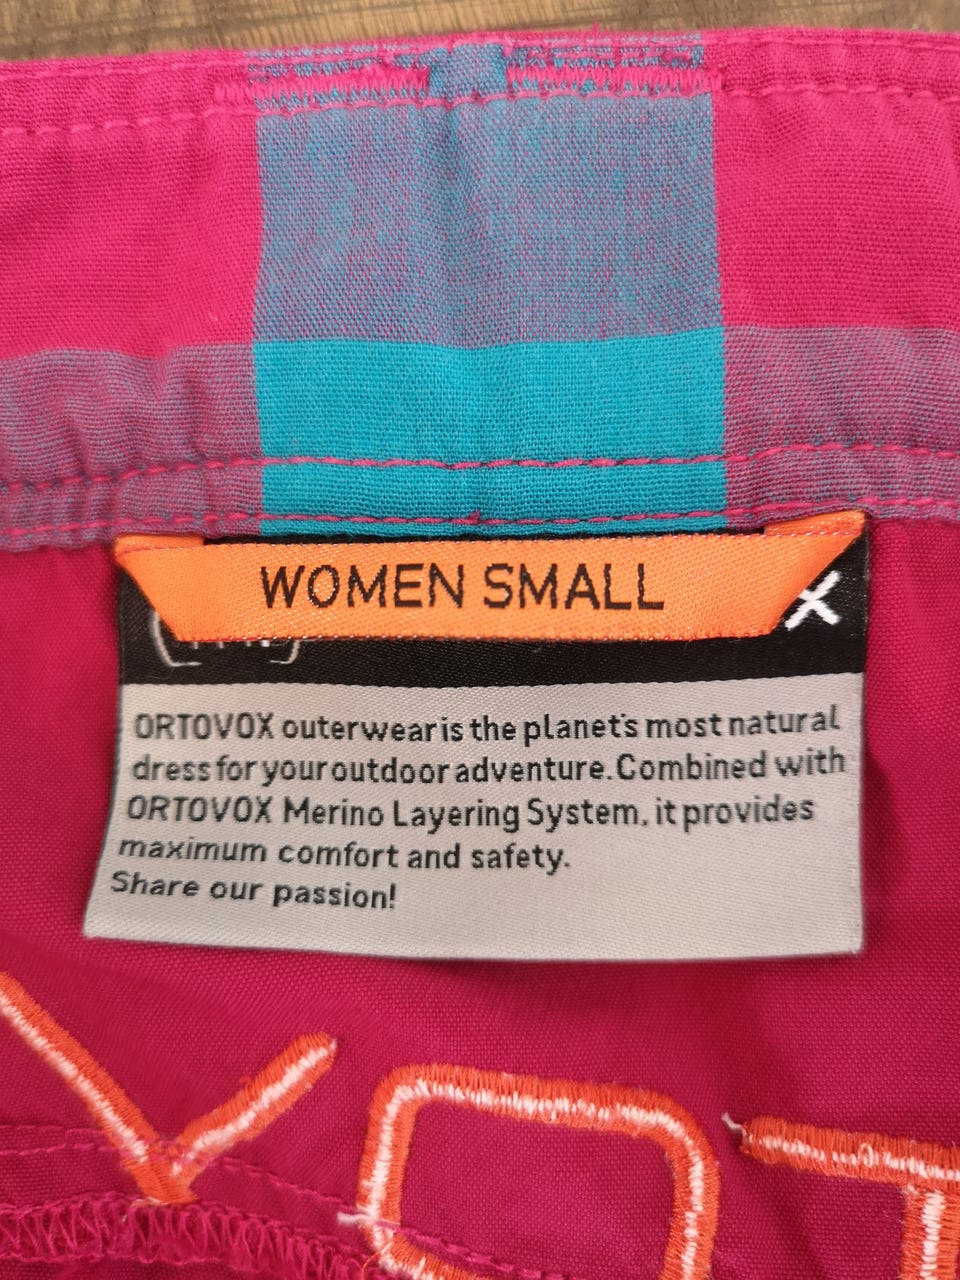 WOMEN SMALL
X
ORTOVOX outerwear is the planet's most natural
dress for your outdoor adventure. Combined with
ORTOVOX Merino Layering System, it provides
maximum comfort and safety.
Share our passion!